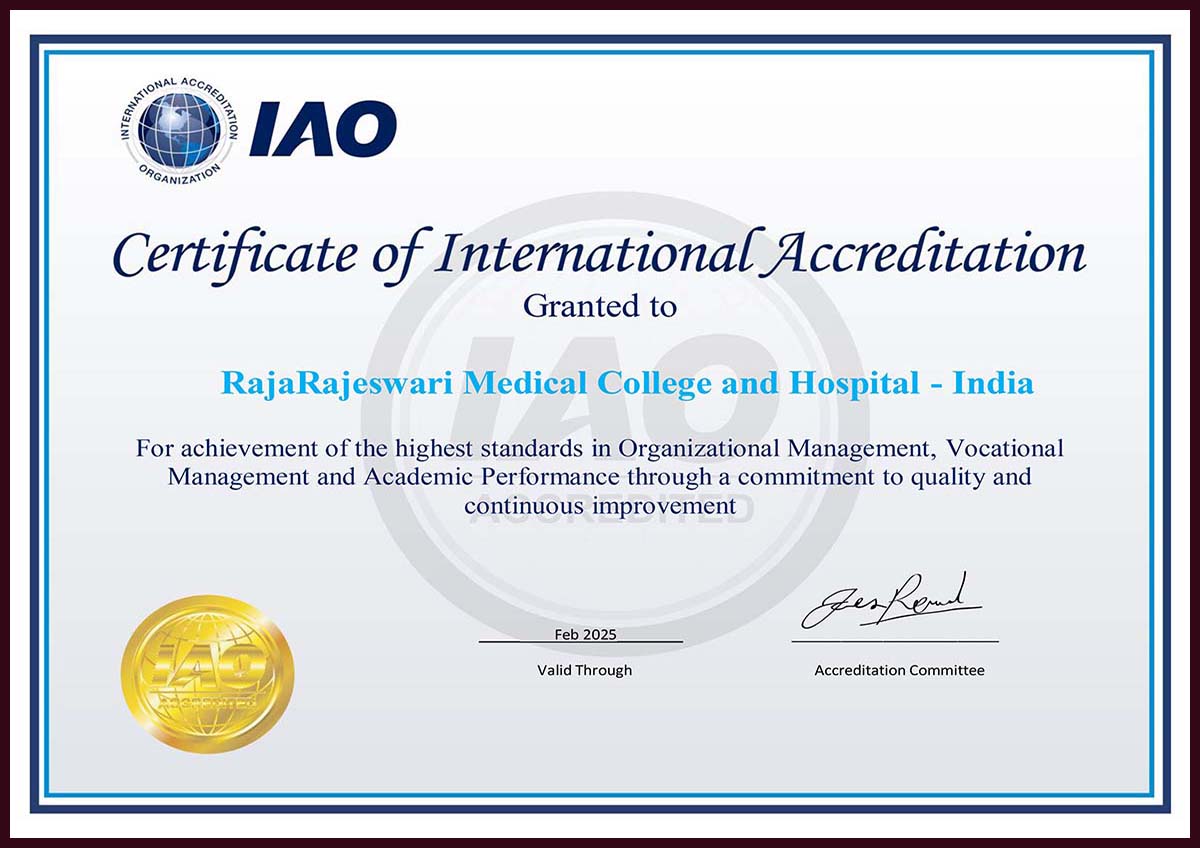 INTERNATIONAL ACCREDITATION
ORGANIZATION
IAO
Certificate of International Accreditation
Granted to
RajaRajeswari Medical College and Hospital - India
For achievement of the highest standards in Organizational Management, Vocational
Management and Academic Performance through a commitment to quality and
continuous improvement
IAO
ACCREDITED
Feb 2025
Valid Through
Accreditation Committee
IAO
ACCREDITED